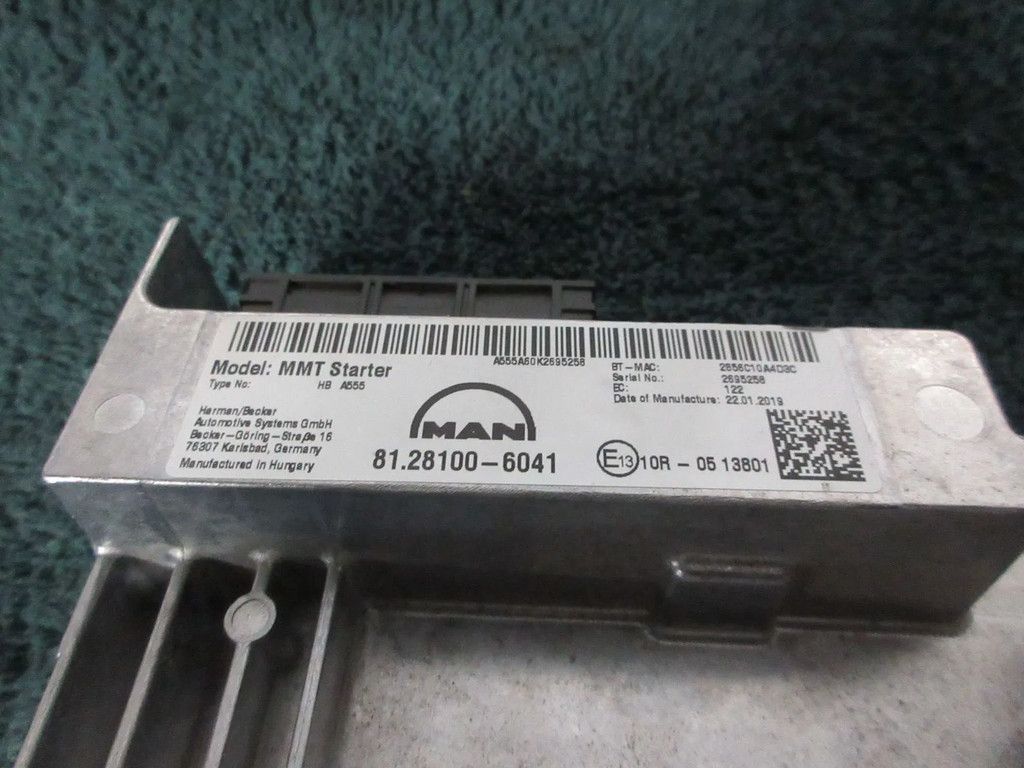 A555A60K2695258
Model: MMT Starter
Type No: HB A555
Harman/Becker
Automotive Systems GmbH
Becker-Göring-Straße 16
76307 Karlsbad, Germany
Manufactured in Hungary
MAN
81.28100-6041
BT-MAC: 2856C10A4D3C
Serial No.: 2695258
EC: 122
Date of Manufacture: 22.01.2019
E13 10R - 05 13801